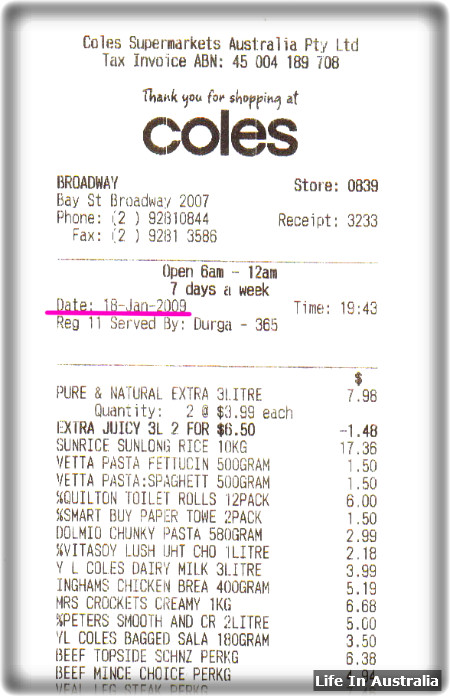 Coles Supermarkets Australia Pty Ltd
Tax Invoice ABN: 45 004 189 708
Thank you for shopping at
coles
BROADWAY Store: 0839
Bay St Broadway 2007
Phone: (2 ) 92810844 Receipt: 3233
Fax: (2 ) 9281 3586
Open 6am - 12am
7 days a week
Date: 18-Jan-2009 Time: 19:43
Reg 11 Served By: Durga - 365
$
PURE & NATURAL EXTRA 3LITRE 7.98
Quantity: 2 @ $3.99 each
EXTRA JUICY 3L 2 FOR $6.50 -1.48
SUNRICE SUNLONG RICE 10KG 17.36
VETTA PASTA FETTUCIN 500GRAM 1.50
VETTA PASTA:SPAGHETT 500GRAM 1.50
%QUILTON TOILET ROLLS 12PACK 6.00
%SMART BUY PAPER TOWE 2PACK 1.50
DOLMIO CHUNKY PASTA 580GRAM 2.99
%VITASOY LUSH UHT CHO 1LITRE 2.18
Y L COLES DAIRY MILK 3LITRE 3.99
INGHAMS CHICKEN BREA 400GRAM 5.19
MRS CROCKETS CREAMY 1KG 6.68
%PETERS SMOOTH AND CR 2LITRE 5.00
YL COLES BAGGED SALA 180GRAM 3.50
BEEF TOPSIDE SCHNZ PERKG 6.38
BEEF MINCE CHOICE PERKG
VEAL LEG STEAK PERKG
Life In Australia